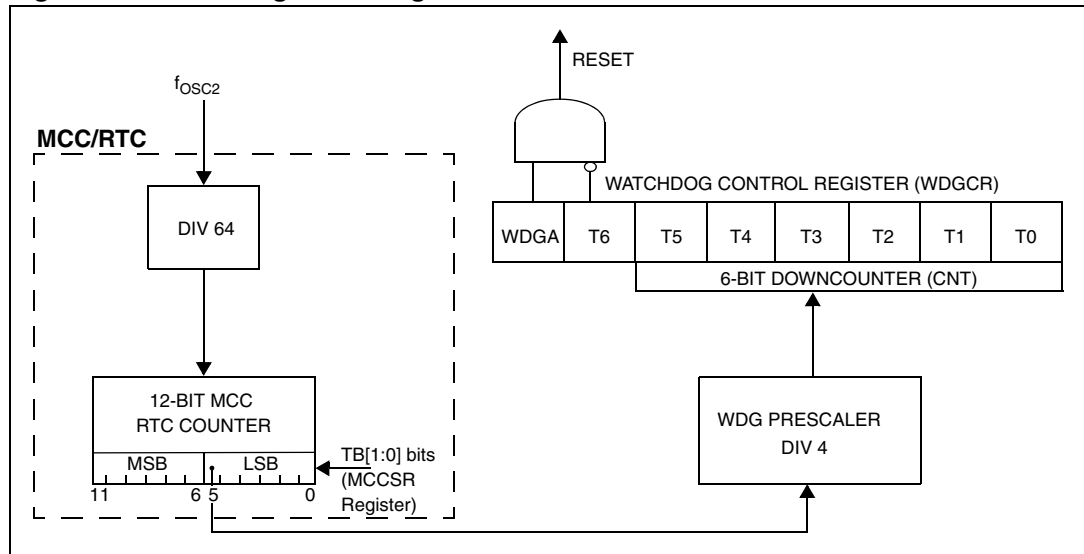 RESET
fOSC2
MCC/RTC
WATCHDOG CONTROL REGISTER (WDGCR)
DIV 64
WDGA T6 T5 T4 T3 T2 T1 T0
6-BIT DOWNCOUNTER (CNT)
12-BIT MCC
RTC COUNTER
WDG PRESCALER
DIV 4
MSB LSB
TB[1:0] bits
(MCCSR
Register)
11 6 5 0